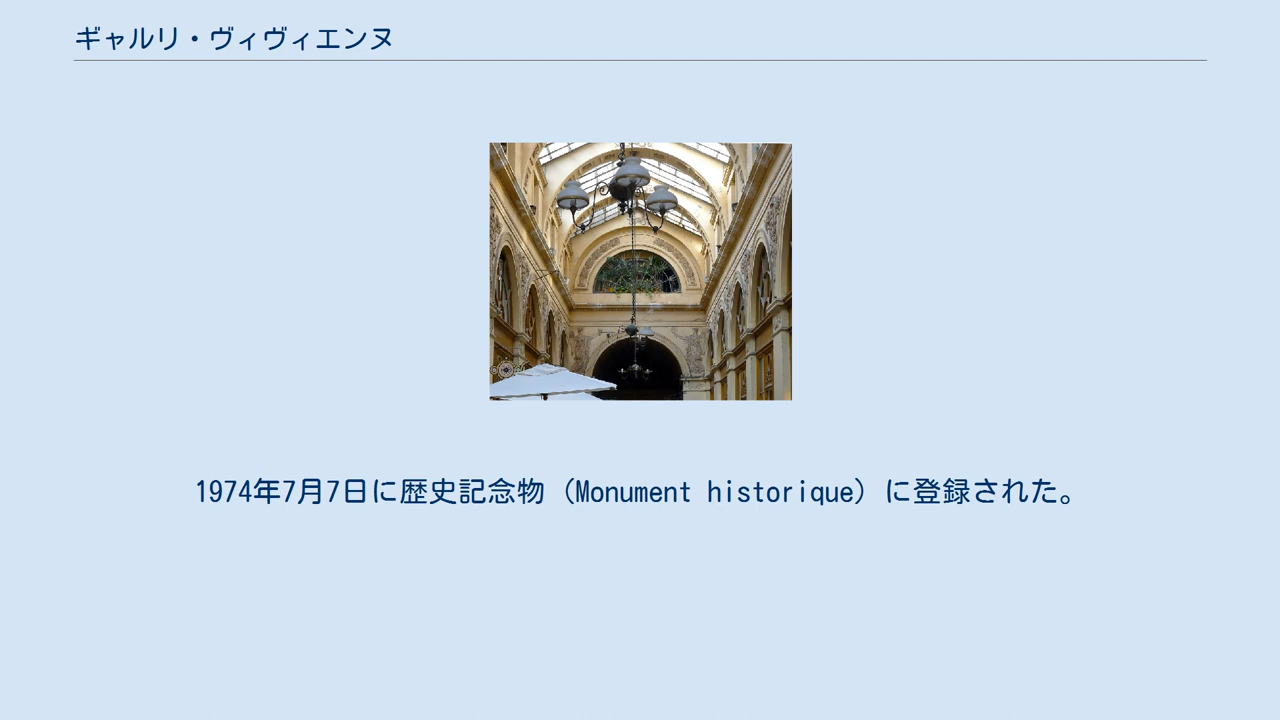 ギャルリ・ヴィヴィエンヌ
1974年7月7日に歴史記念物（Monument historique）に登録された。